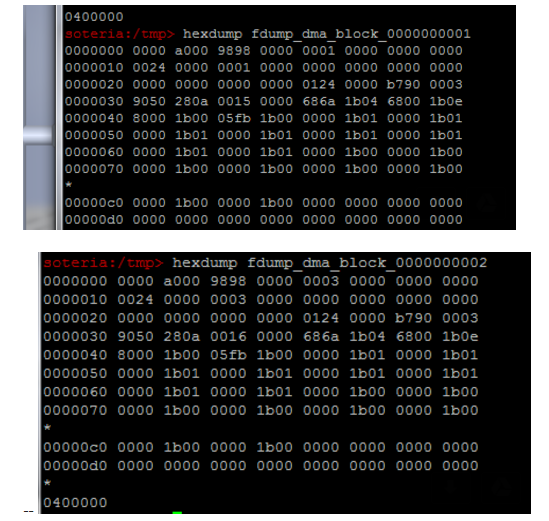 0400000
soteria:/tmp> hexdump fdump_dma_block_0000000001
0000000 0000 a000 9898 0000 0001 0000 0000 0000
0000010 0024 0000 0001 0000 0000 0000 0000 0000
0000020 0000 0000 0000 0000 0124 0000 b790 0003
0000030 9050 280a 0015 0000 686a 1b04 6800 1b0e
0000040 8000 1b00 05fb 1b00 0000 1b01 0000 1b01
0000050 0000 1b01 0000 1b01 0000 1b01 0000 1b01
0000060 0000 1b01 0000 1b01 0000 1b00 0000 1b00
0000070 0000 1b00 0000 1b00 0000 1b00 0000 1b00
*
00000c0 0000 1b00 0000 1b00 0000 0000 0000 0000
00000d0 0000 0000 0000 0000 0000 0000 0000 0000
soteria:/tmp> hexdump fdump_dma_block_0000000002
0000000 0000 a000 9898 0000 0003 0000 0000 0000
0000010 0024 0000 0003 0000 0000 0000 0000 0000
0000020 0000 0000 0000 0000 0124 0000 b790 0003
0000030 9050 280a 0016 0000 686a 1b04 6800 1b0e
0000040 8000 1b00 05fb 1b00 0000 1b01 0000 1b01
0000050 0000 1b01 0000 1b01 0000 1b01 0000 1b01
0000060 0000 1b01 0000 1b01 0000 1b00 0000 1b00
0000070 0000 1b00 0000 1b00 0000 1b00 0000 1b00
*
00000c0 0000 1b00 0000 1b00 0000 0000 0000 0000
00000d0 0000 0000 0000 0000 0000 0000 0000 0000
*
0400000